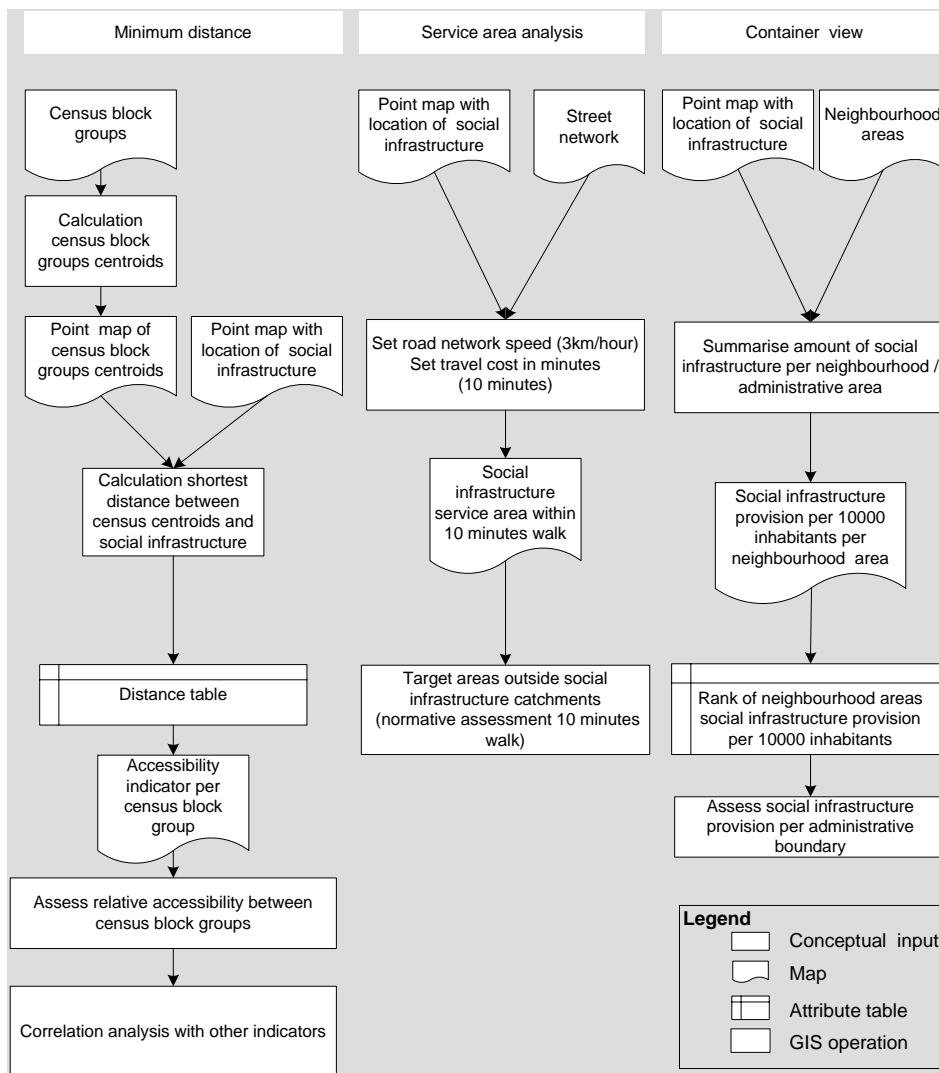 Minimum distance
Census block
groups
Calculation
census block
groups centroids
Point map of
census block
groups centroids
Point map with
location of social
infrastructure
Calculation shortest
distance between
census centroids and
social infrastructure
Distance table
Accessibility
indicator per
census block
group
Assess relative accessibility between
census block groups
Correlation analysis with other indicators
Service area analysis
Point map with
location of social
infrastructure
Street
network
Set road network speed (3km/hour)
Set travel cost in minutes
(10 minutes)
Social
infrastructure
service area within
10 minutes walk
Target areas outside social
infrastructure catchments
(normative assessment 10 minutes
walk)
Container view
Point map with
location of social
infrastructure
Neighbourhood
areas
Summarise amount of social
infrastructure per neighbourhood /
administrative area
Social infrastructure
provision per 10000
inhabitants per
neighbourhood area
Rank of neighbourhood areas
social infrastructure provision
per 10000 inhabitants
Assess social infrastructure
provision per administrative
boundary
Legend
Conceptual input
Map
Attribute table
GIS operation